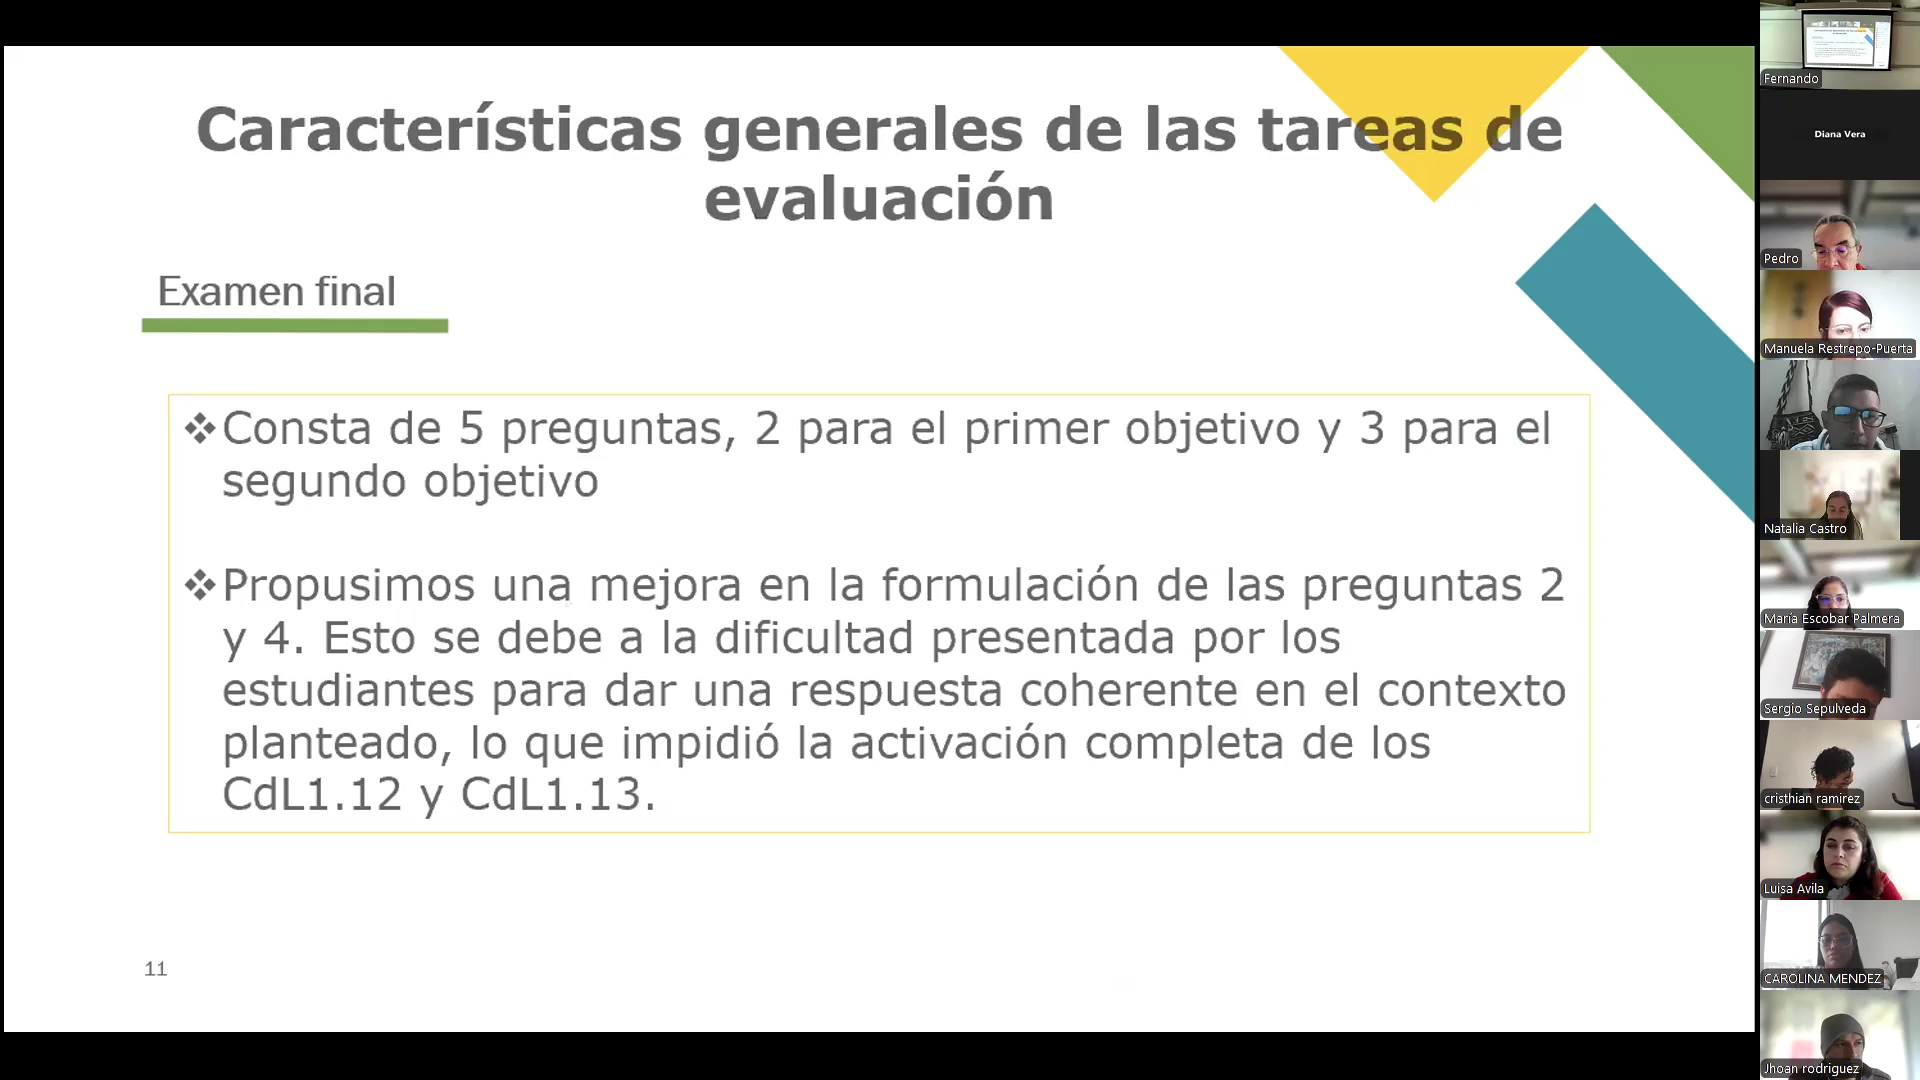 Características generales de las tareas de
evaluación
Examen final
❖Consta de 5 preguntas, 2 para el primer objetivo y 3 para el
segundo objetivo
❖Propusimos una mejora en la formulación de las preguntas 2
y 4. Esto se debe a la dificultad presentada por los
estudiantes para dar una respuesta coherente en el contexto
planteado, lo que impidió la activación completa de los
CdL1.12 y CdL1.13.
11
Fernando
Diana Vera
Pedro
Manuela Restrepo-Puerta
Natalia Castro
María Escobar Palmera
Sergio Sepulveda
cristhian ramirez
Luisa Avila
CAROLINA MENDEZ
Jhoan rodriguez